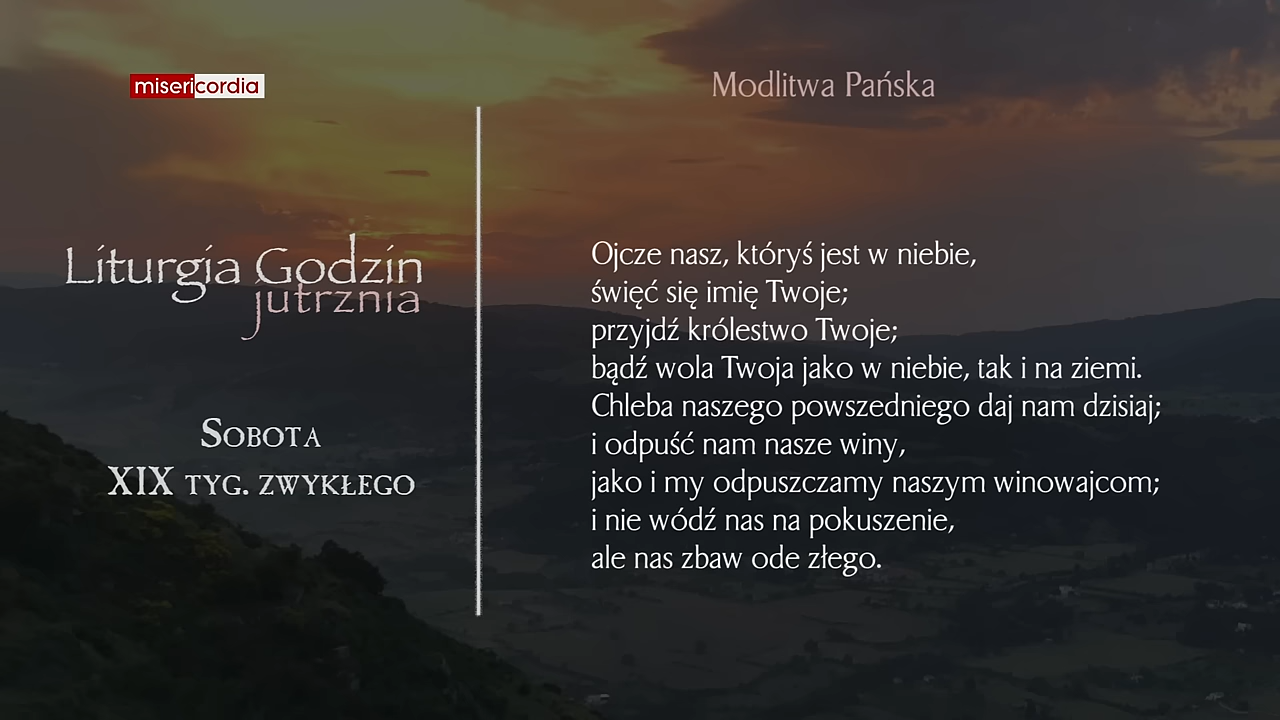 misericordia
Liturgia Godzin
jutrznia
Sobota
XIX tyg. zwykłego
Modlitwa Pańska
Ojcze nasz, któryś jest w niebie,
święć się imię Twoje;
przyjdź królestwo Twoje;
bądź wola Twoja jako w niebie, tak i na ziemi.
Chleba naszego powszedniego daj nam dzisiaj;
i odpuść nam nasze winy,
jako i my odpuszczamy naszym winowajcom;
i nie wódź nas na pokuszenie,
ale nas zbaw ode złego.